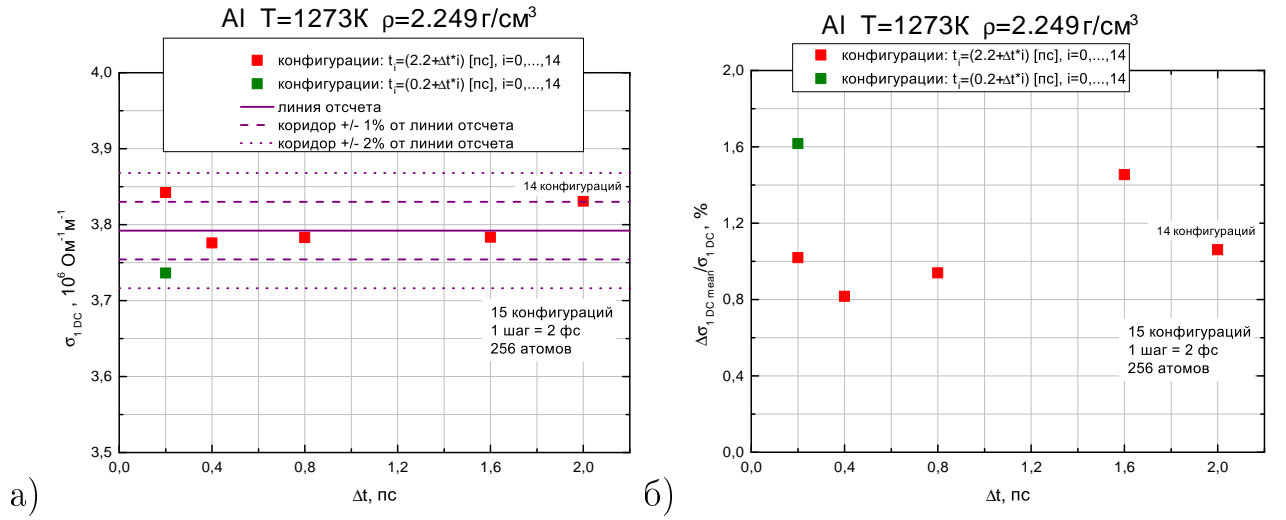 Al T=1273К ρ=2.249 г/см³
конфигурации: tᵢ=(2.2+Δt*i) [пс], i=0,...,14
конфигурации: tᵢ=(0.2+Δt*i) [пс], i=0,...,14
линия отсчета
коридор +/- 1% от линии отсчета
коридор +/- 2% от линии отсчета
4,0
3,9
3,8
3,7
3,6
3,5
σ₁ DC , 10⁶ Ом⁻¹м⁻¹
14 конфигураций
15 конфигураций
1 шаг = 2 фс
256 атомов
0,0 0,4 0,8 1,2 1,6 2,0
Δt, пс
а)
Al T=1273К ρ=2.249 г/см³
конфигурации: tᵢ=(2.2+Δt*i) [пс], i=0,...,14
конфигурации: tᵢ=(0.2+Δt*i) [пс], i=0,...,14
2,0
1,6
1,2
0,8
0,4
0,0
Δσ₁ DC mean/σ₁ DC , %
14 конфигураций
15 конфигураций
1 шаг = 2 фс
256 атомов
0,0 0,4 0,8 1,2 1,6 2,0
Δt, пс
б)